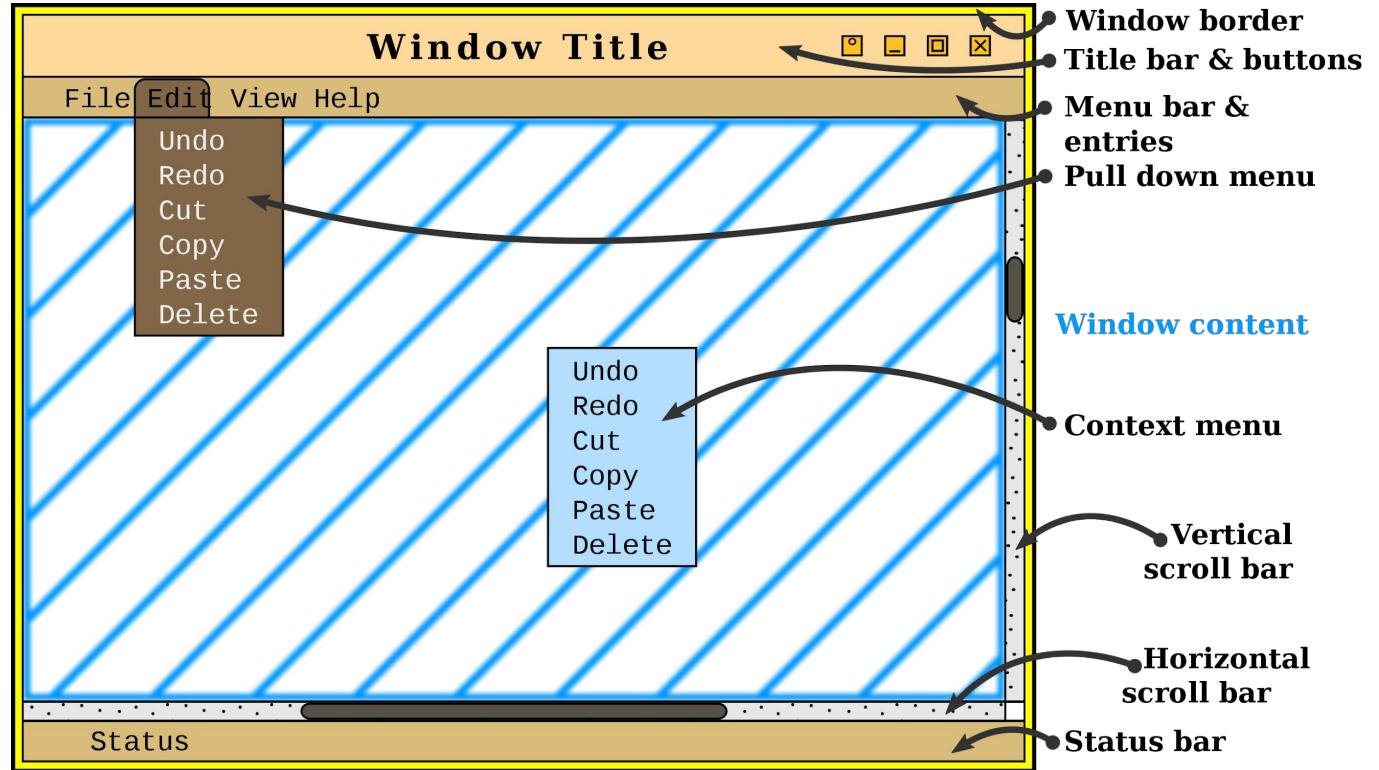 Window Title
File Edit View Help
Undo
Redo
Cut
Copy
Paste
Delete
Undo
Redo
Cut
Copy
Paste
Delete
Status
Window border
Title bar & buttons
Menu bar &
entries
Pull down menu
Window content
Context menu
Vertical
scroll bar
Horizontal
scroll bar
Status bar